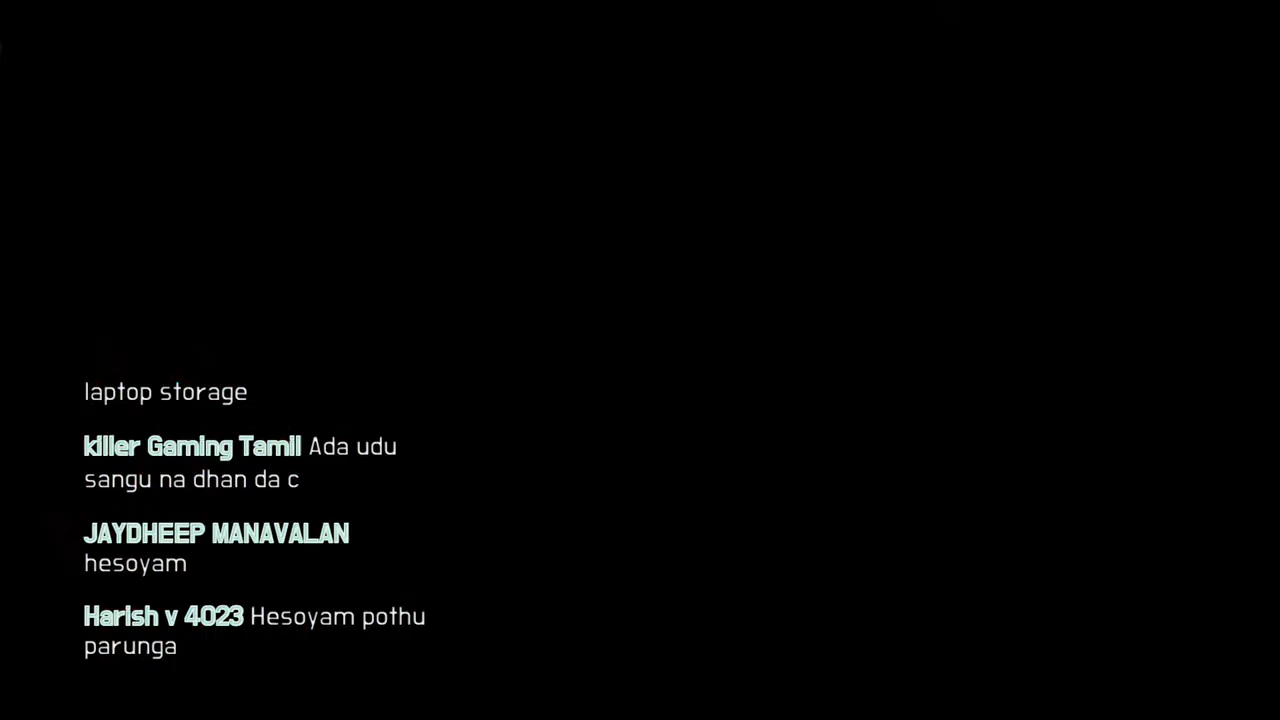 laptop storage
killer Gaming Tamil Ada udu
sangu na dhan da c
JAYDHEEP MANAVALAN
hesoyam
Harish v 4023 Hesoyam pothu
parunga